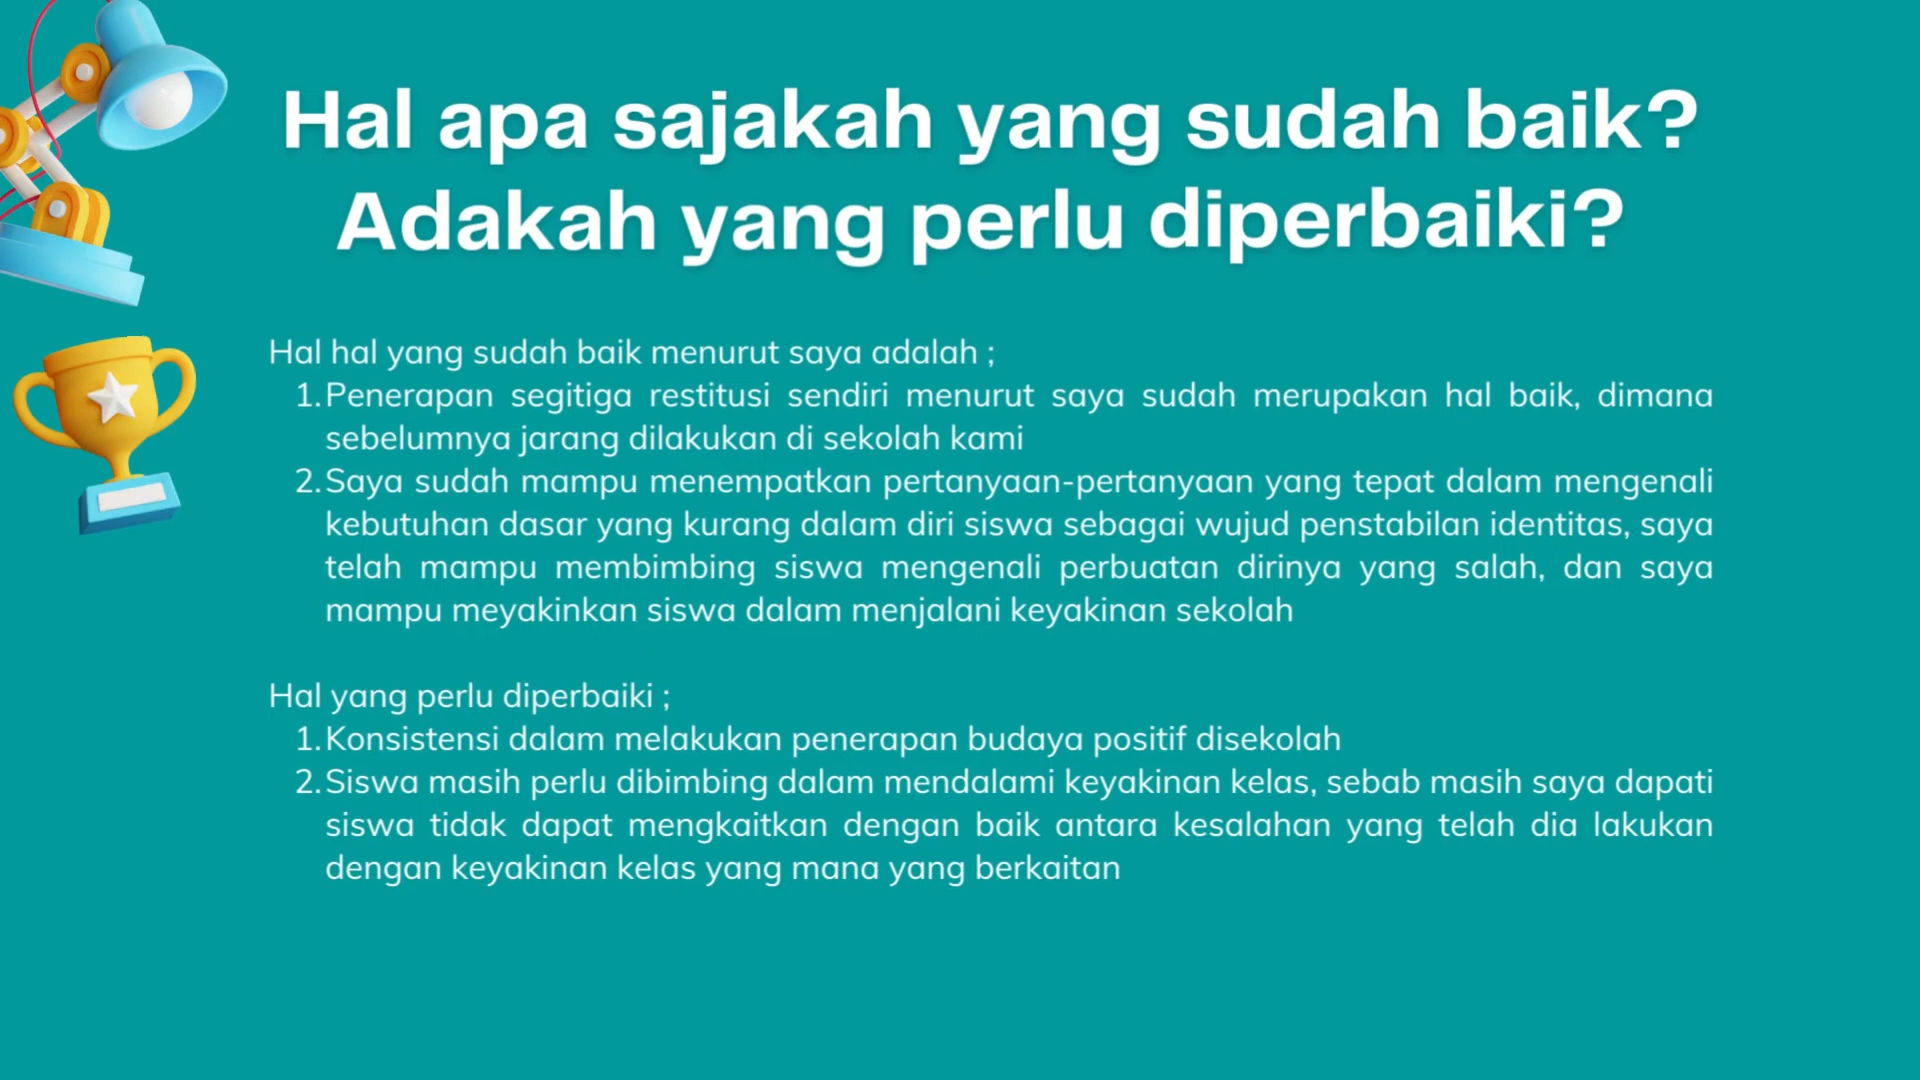 Hal apa sajakah yang sudah baik?
Adakah yang perlu diperbaiki?
Hal hal yang sudah baik menurut saya adalah ;
1. Penerapan segitiga restitusi sendiri menurut saya sudah merupakan hal baik, dimana
sebelumnya jarang dilakukan di sekolah kami
2. Saya sudah mampu menempatkan pertanyaan-pertanyaan yang tepat dalam mengenali
kebutuhan dasar yang kurang dalam diri siswa sebagai wujud penstabilan identitas, saya
telah mampu membimbing siswa mengenali perbuatan dirinya yang salah, dan saya
mampu meyakinkan siswa dalam menjalani keyakinan sekolah
Hal yang perlu diperbaiki ;
1. Konsistensi dalam melakukan penerapan budaya positif disekolah
2. Siswa masih perlu dibimbing dalam mendalami keyakinan kelas, sebab masih saya dapati
siswa tidak dapat mengkaitkan dengan baik antara kesalahan yang telah dia lakukan
dengan keyakinan kelas yang mana yang berkaitan